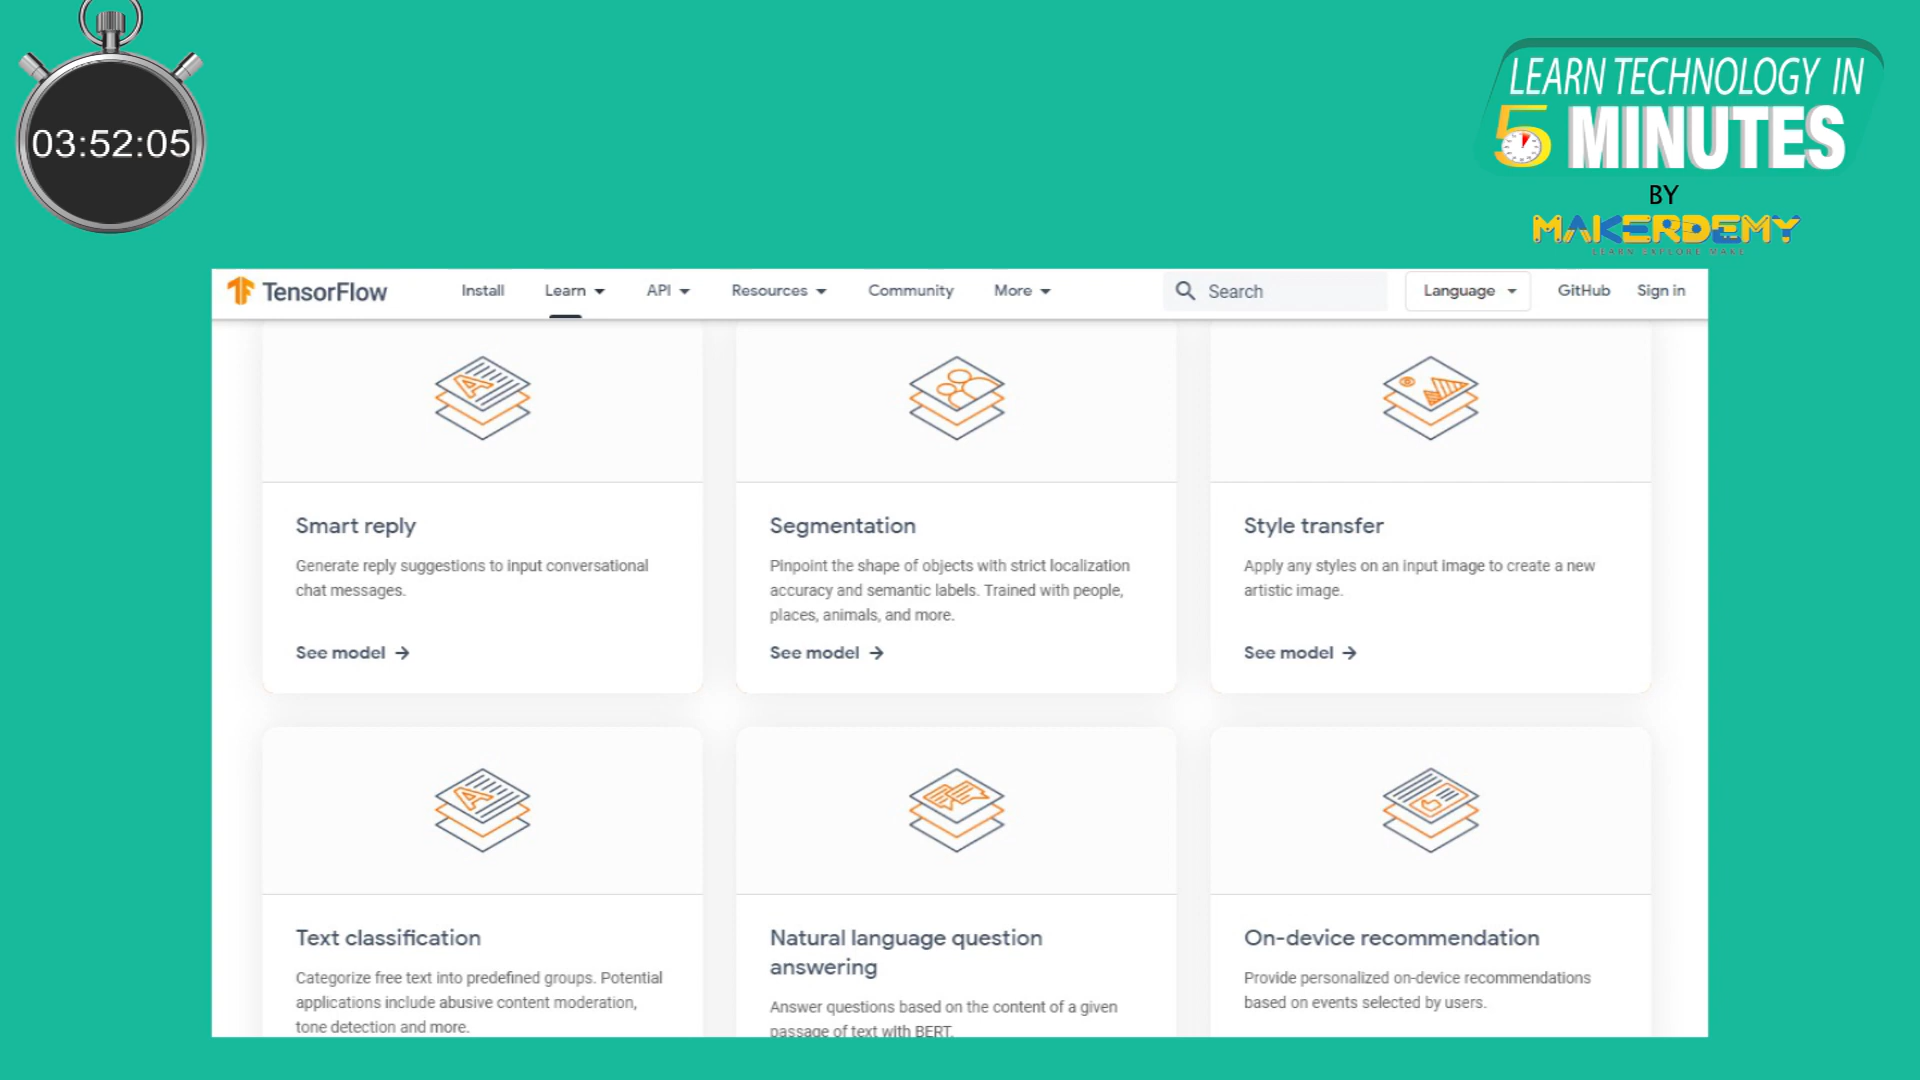 03:52:05
LEARN TECHNOLOGY IN
5 MINUTES
BY
MAKERDEMY
LEARN EXPLORE MAKE
TensorFlow Install Learn API Resources Community More Search Language GitHub Sign in
Smart reply
Generate reply suggestions to input conversational
chat messages.
See model →
Segmentation
Pinpoint the shape of objects with strict localization
accuracy and semantic labels. Trained with people,
places, animals, and more.
See model →
Style transfer
Apply any styles on an input image to create a new
artistic image.
See model →
Text classification
Categorize free text into predefined groups. Potential
applications include abusive content moderation,
tone detection and more.
Natural language question
answering
Answer questions based on the content of a given
passage of text with BERT.
On-device recommendation
Provide personalized on-device recommendations
based on events selected by users.